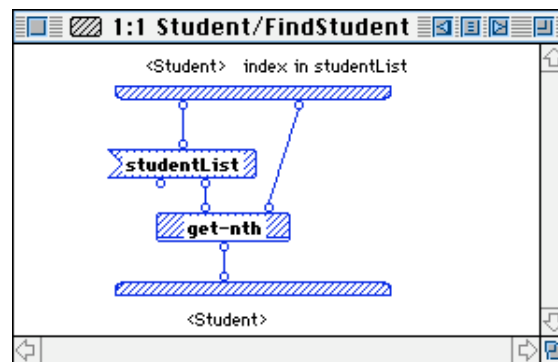 1:1 Student/FindStudent
<Student> index in studentList
studentList
get-nth
<Student>